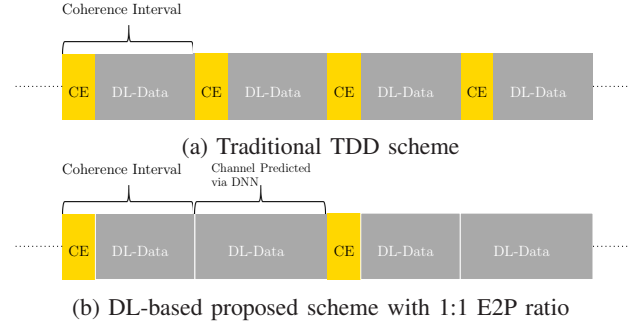 Coherence Interval
CE DL-Data CE DL-Data CE DL-Data CE DL-Data
(a) Traditional TDD scheme
Coherence Interval
Channel Predicted
via DNN
CE DL-Data DL-Data CE DL-Data DL-Data
(b) DL-based proposed scheme with 1:1 E2P ratio